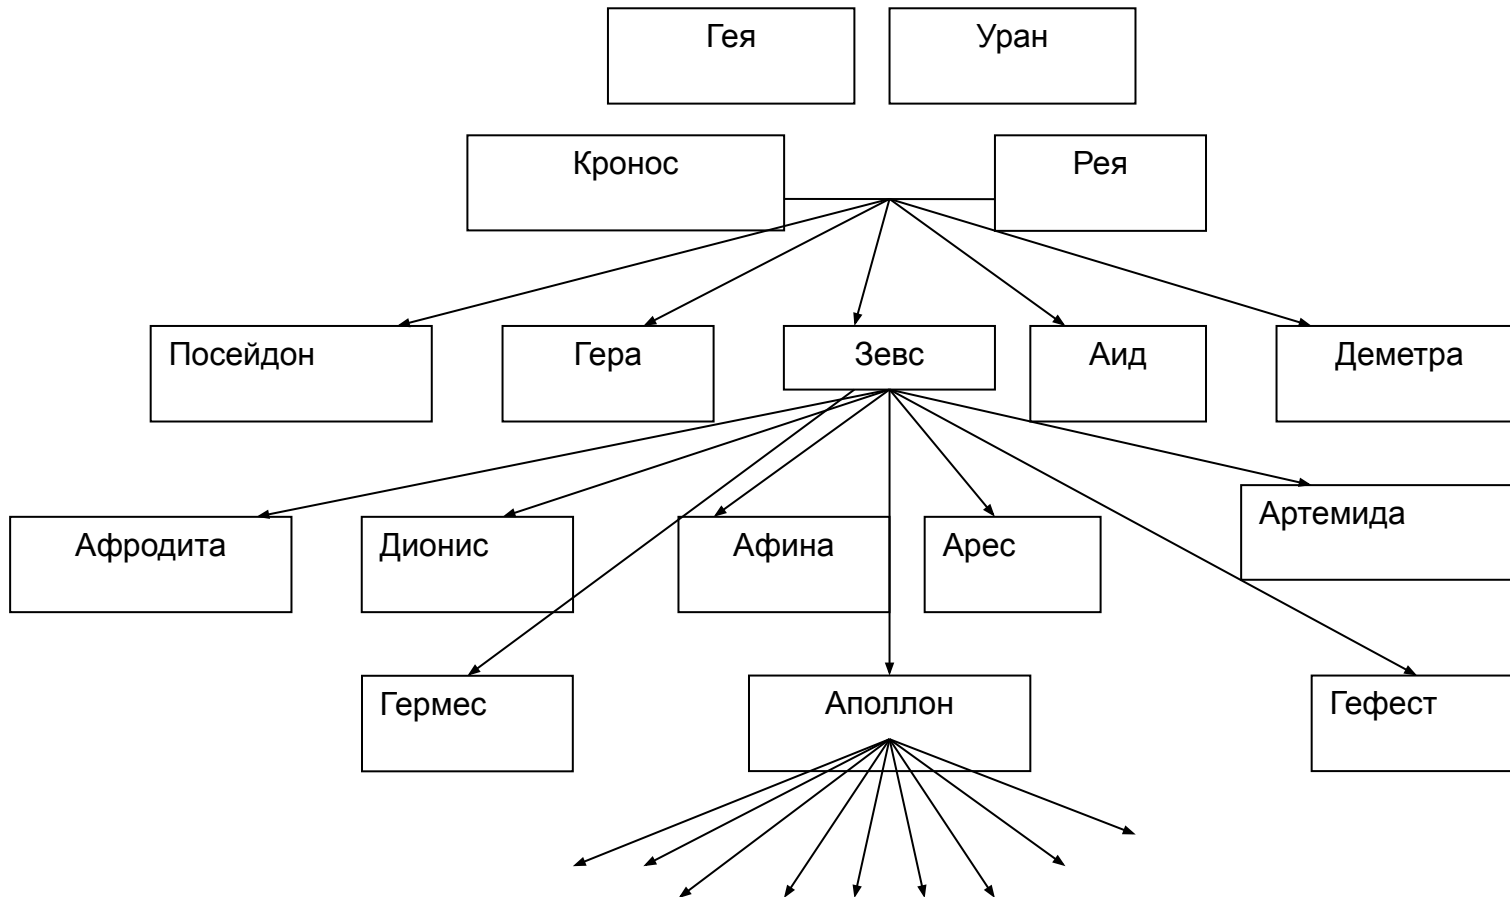 Гея
Уран
Кронос
Рея
Посейдон
Гера
Зевс
Аид
Деметра
Афродита
Дионис
Афина
Арес
Артемида
Гермес
Аполлон
Гефест